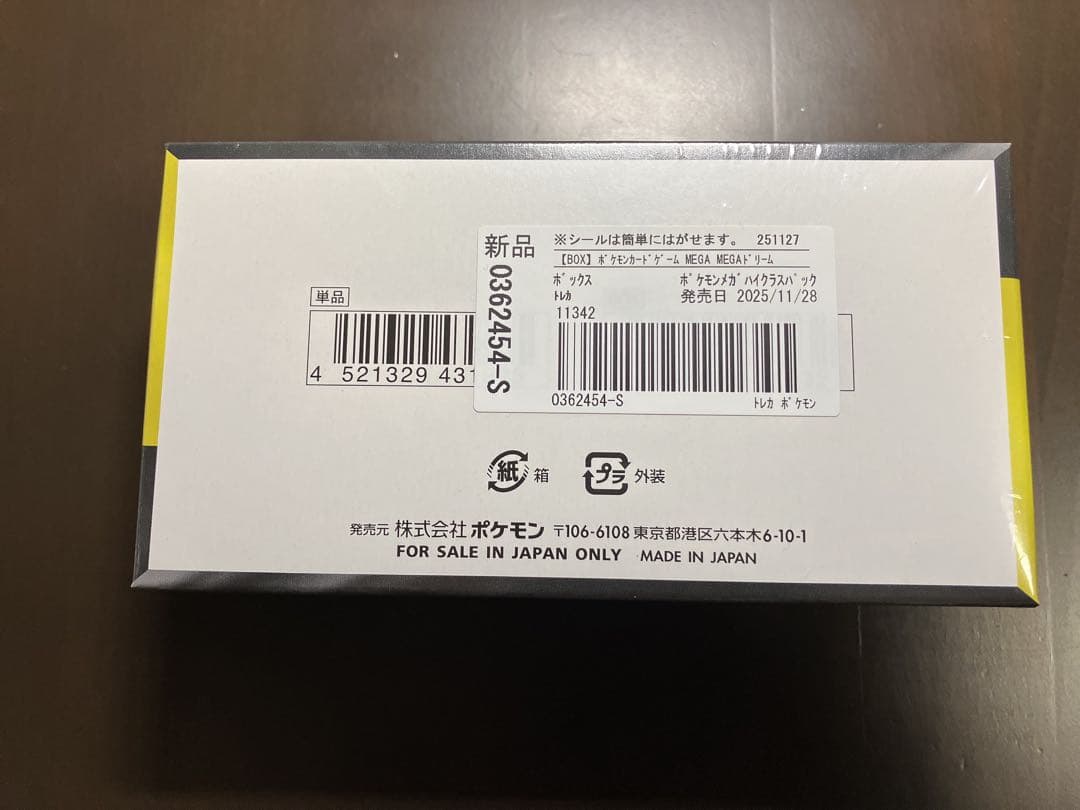 新品
0362454-S
※シールは簡単にはがせます。 251127
【BOX】ﾎﾟｹﾓﾝｶｰﾄﾞｹﾞｰﾑ MEGA MEGAﾄﾞﾘｰﾑ
ﾎﾞｯｸｽ ﾎﾟｹﾓﾝﾒｶﾞﾊｲｸﾗｽﾊﾟｯｸ
ﾄﾚｶ 発売日 2025/11/28
11342
0362454-S ﾄﾚｶ ﾎﾟｹﾓﾝ
単品
4 521329 431
紙 箱 プラ 外装
発売元 株式会社ポケモン 〒106-6108 東京都港区六本木6-10-1
FOR SALE IN JAPAN ONLY MADE IN JAPAN